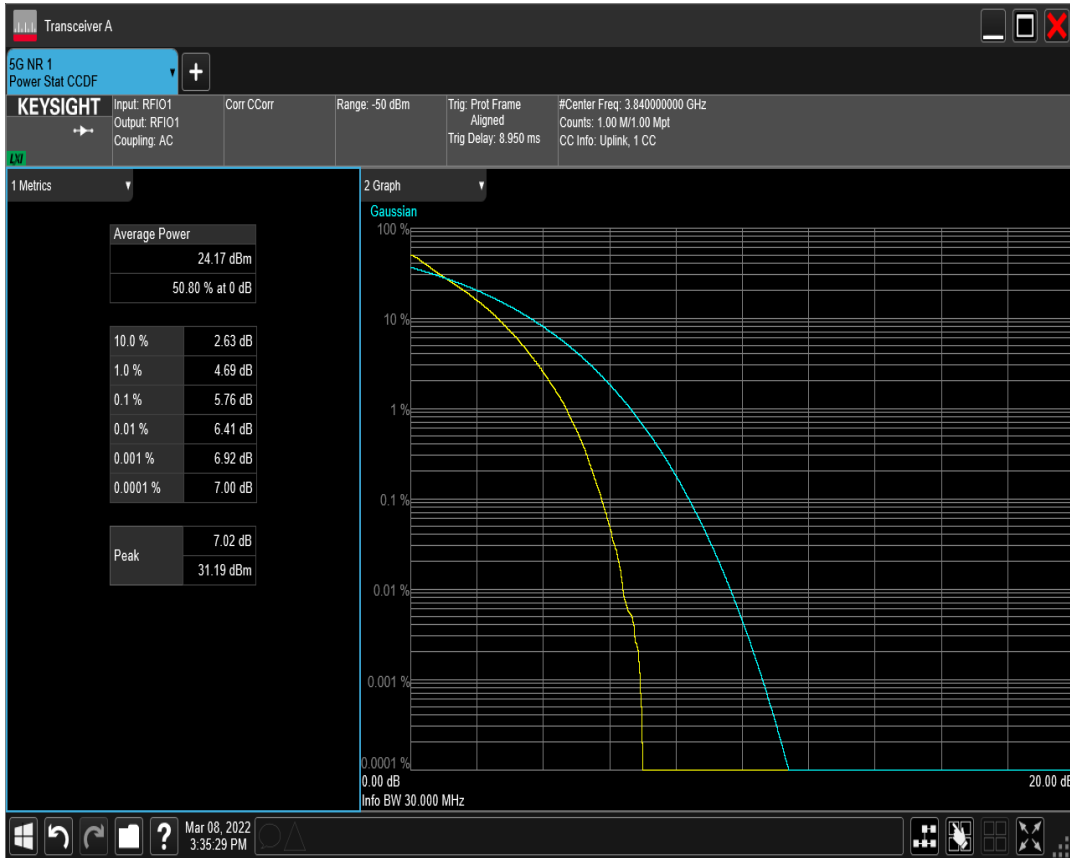 Transceiver A
5G NR 1
Power Stat CCDF
+
KEYSIGHT
LXI
Input: RFIO1
Output: RFIO1
Coupling: AC
Corr CCorr
Range: -50 dBm
Trig: Prot Frame
Aligned
Trig Delay: 8.950 ms
#Center Freq: 3.840000000 GHz
Counts: 1.00 M/1.00 Mpt
CC Info: Uplink, 1 CC
1 Metrics
Average Power
24.17 dBm
50.80 % at 0 dB
10.0 % 2.63 dB
1.0 % 4.69 dB
0.1 % 5.76 dB
0.01 % 6.41 dB
0.001 % 6.92 dB
0.0001 % 7.00 dB
Peak
7.02 dB
31.19 dBm
2 Graph
Gaussian
100 %
10 %
1 %
0.1 %
0.01 %
0.001 %
0.0001 %
0.00 dB 20.00 dB
Info BW 30.000 MHz
?
Mar 08, 2022
3:35:29 PM